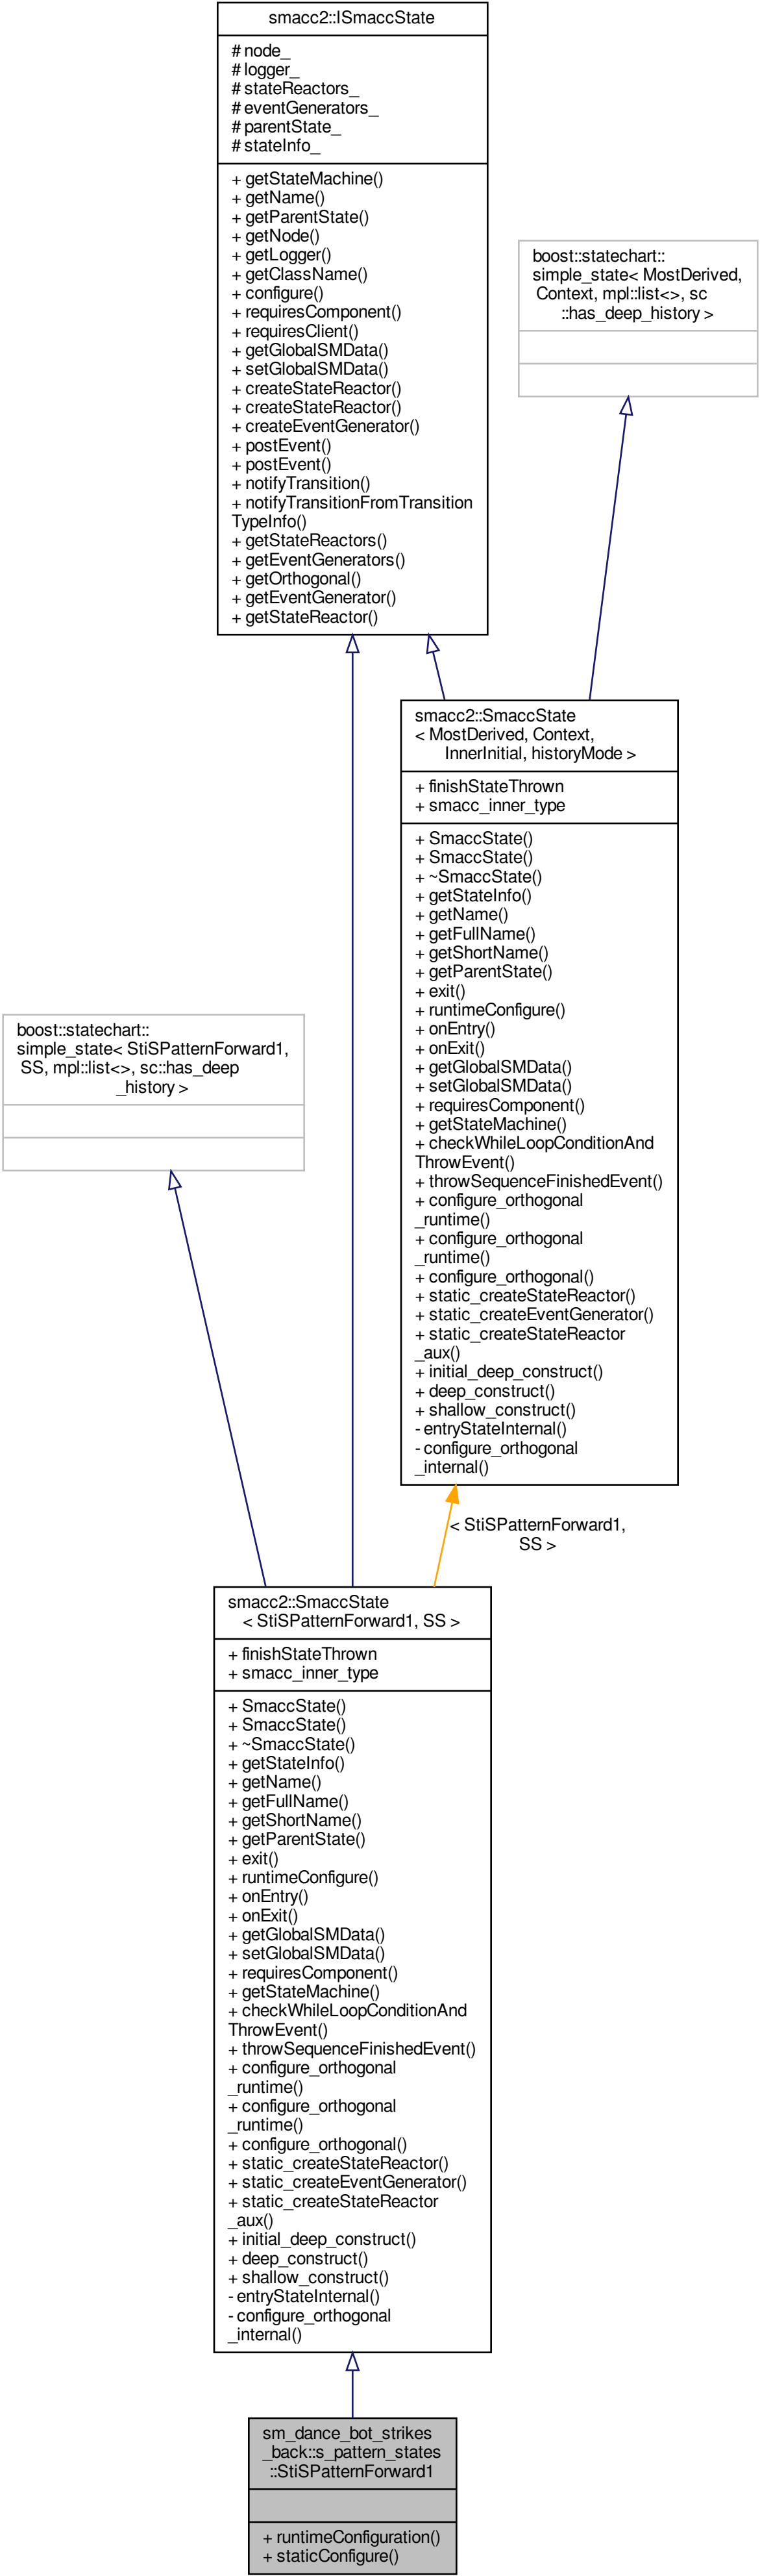 smacc2::ISmaccState
# node_
# logger_
# stateReactors_
# eventGenerators_
# parentState_
# stateInfo_
+ getStateMachine()
+ getName()
+ getParentState()
+ getNode()
+ getLogger()
+ getClassName()
+ configure()
+ requiresComponent()
+ requiresClient()
+ getGlobalSMData()
+ setGlobalSMData()
+ createStateReactor()
+ createStateReactor()
+ createEventGenerator()
+ postEvent()
+ postEvent()
+ notifyTransition()
+ notifyTransitionFromTransition
TypeInfo()
+ getStateReactors()
+ getEventGenerators()
+ getOrthogonal()
+ getEventGenerator()
+ getStateReactor()
boost::statechart::
simple_state< MostDerived,
Context, mpl::list<>, sc
::has_deep_history >
smacc2::SmaccState
< MostDerived, Context,
InnerInitial, historyMode >
+ finishStateThrown
+ smacc_inner_type
+ SmaccState()
+ SmaccState()
+ ~SmaccState()
+ getStateInfo()
+ getName()
+ getFullName()
+ getShortName()
+ getParentState()
+ exit()
+ runtimeConfigure()
+ onEntry()
+ onExit()
+ getGlobalSMData()
+ setGlobalSMData()
+ requiresComponent()
+ getStateMachine()
+ checkWhileLoopConditionAnd
ThrowEvent()
+ throwSequenceFinishedEvent()
+ configure_orthogonal
_runtime()
+ configure_orthogonal
_runtime()
+ configure_orthogonal()
+ static_createStateReactor()
+ static_createEventGenerator()
+ static_createStateReactor
_aux()
+ initial_deep_construct()
+ deep_construct()
+ shallow_construct()
- entryStateInternal()
- configure_orthogonal
_internal()
boost::statechart::
simple_state< StiSPatternForward1,
SS, mpl::list<>, sc::has_deep
_history >
< StiSPatternForward1,
SS >
smacc2::SmaccState
< StiSPatternForward1, SS >
+ finishStateThrown
+ smacc_inner_type
+ SmaccState()
+ SmaccState()
+ ~SmaccState()
+ getStateInfo()
+ getName()
+ getFullName()
+ getShortName()
+ getParentState()
+ exit()
+ runtimeConfigure()
+ onEntry()
+ onExit()
+ getGlobalSMData()
+ setGlobalSMData()
+ requiresComponent()
+ getStateMachine()
+ checkWhileLoopConditionAnd
ThrowEvent()
+ throwSequenceFinishedEvent()
+ configure_orthogonal
_runtime()
+ configure_orthogonal
_runtime()
+ configure_orthogonal()
+ static_createStateReactor()
+ static_createEventGenerator()
+ static_createStateReactor
_aux()
+ initial_deep_construct()
+ deep_construct()
+ shallow_construct()
- entryStateInternal()
- configure_orthogonal
_internal()
sm_dance_bot_strikes
_back::s_pattern_states
::StiSPatternForward1
+ runtimeConfiguration()
+ staticConfigure()